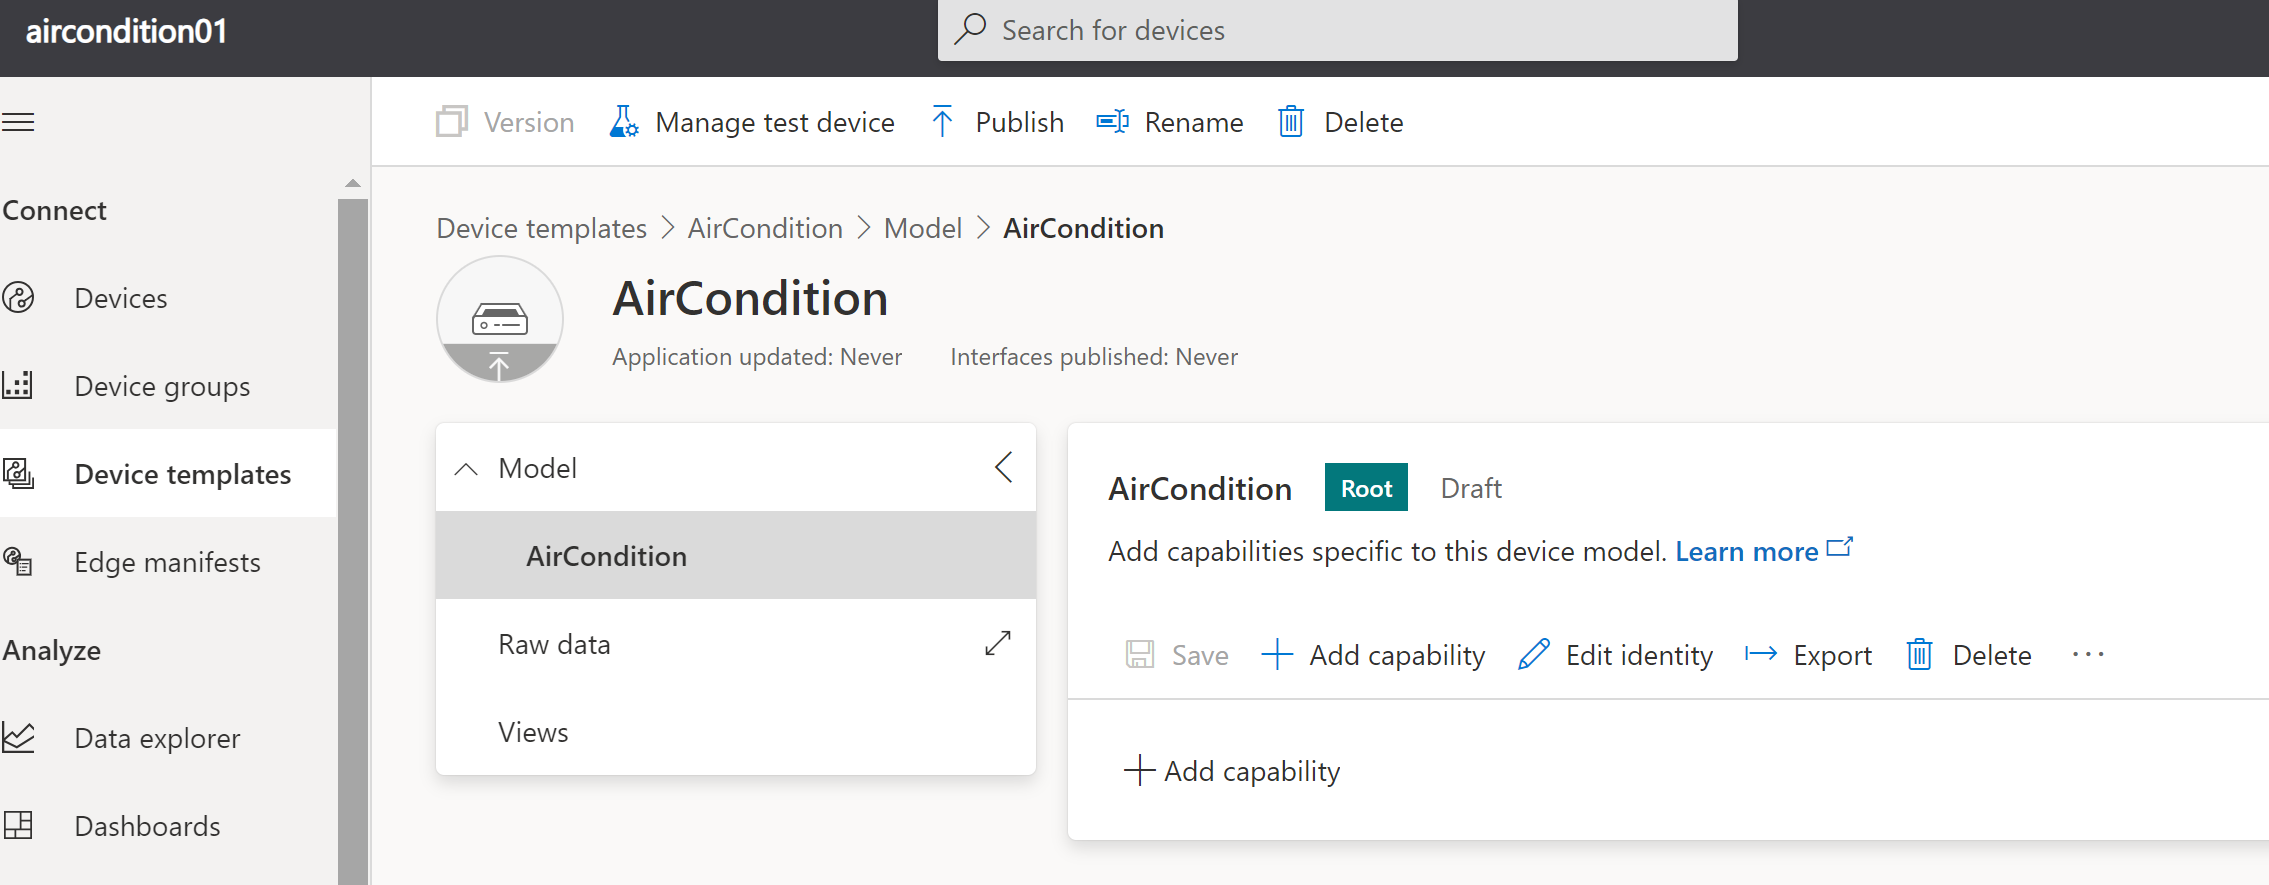 aircondition01
Search for devices
Version Manage test device Publish Rename Delete
Connect
Devices
Device groups
Device templates
Edge manifests
Analyze
Data explorer
Dashboards
Device templates > AirCondition > Model > AirCondition
AirCondition
Application updated: Never Interfaces published: Never
Model
AirCondition
Raw data
Views
AirCondition Root Draft
Add capabilities specific to this device model. Learn more
Save Add capability Edit identity Export Delete ...
Add capability